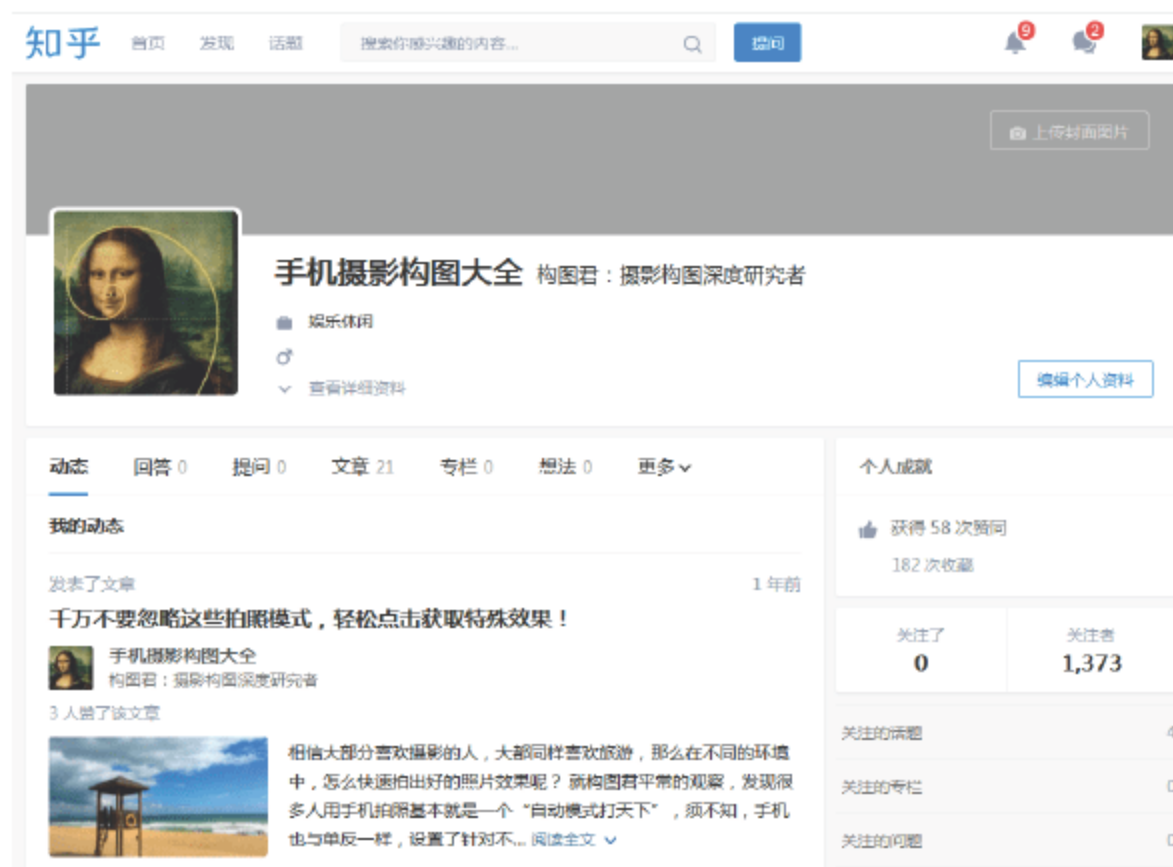 知乎 首页 发现 话题 搜索你感兴趣的内容... 提问 9 2
上传封面图片
手机摄影构图大全 构图君：摄影构图深度研究者
娱乐休闲
查看详细资料
编辑个人资料
动态 回答 0 提问 0 文章 21 专栏 0 想法 0 更多
我的动态
发表了文章 1 年前
千万不要忽略这些拍照模式，轻松点击获取特殊效果！
手机摄影构图大全
构图君：摄影构图深度研究者
3 人赞了该文章
相信大部分喜欢摄影的人，大都同样喜欢旅游，那么在不同的环境
中，怎么快速拍出好的照片效果呢？就构图君平常的观察，发现很
多人用手机拍照基本就是一个“自动模式打天下”，须不知，手机
也与单反一样，设置了针对不... 阅读全文
个人成就
获得 58 次赞同
182 次收藏
关注了 关注者
0 1,373
关注的话题
关注的专栏
关注的问题